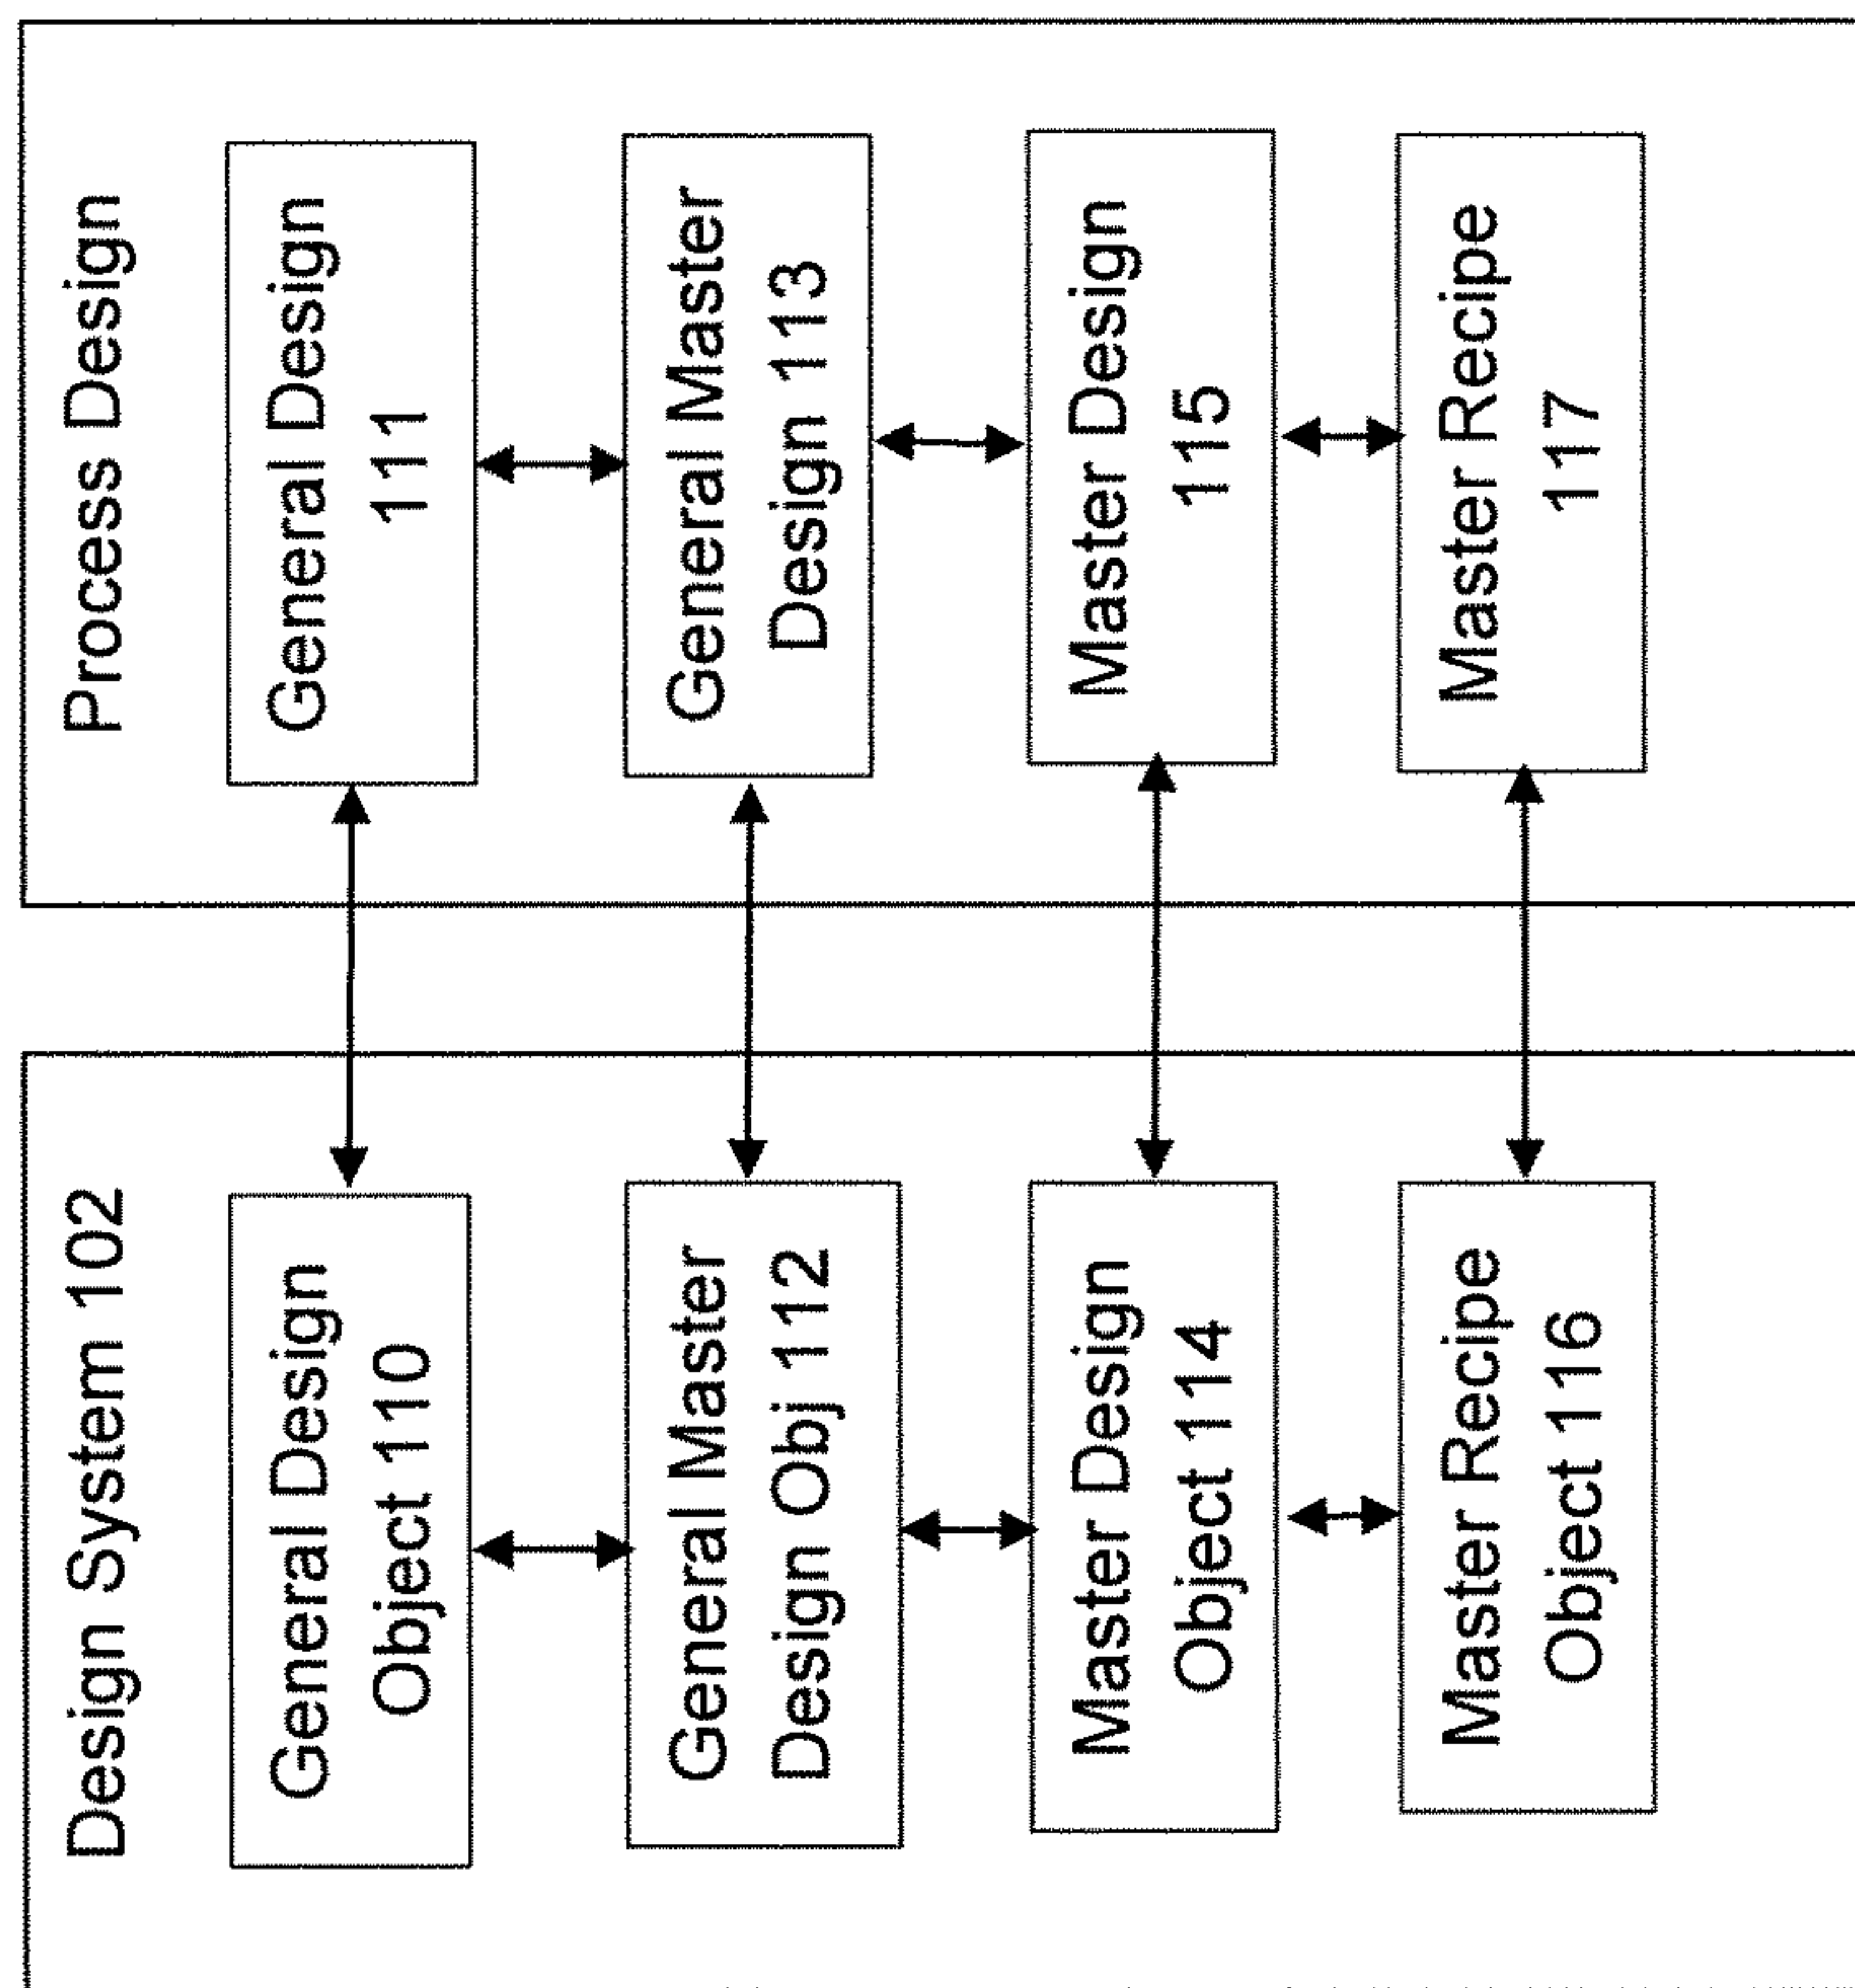 Design System 102
General Design
Object 110
General Master
Design Obj 112
Master Design
Object 114
Master Recipe
Object 116
Process Design
General Design
111
General Master
Design 113
Master Design
115
Master Recipe
117